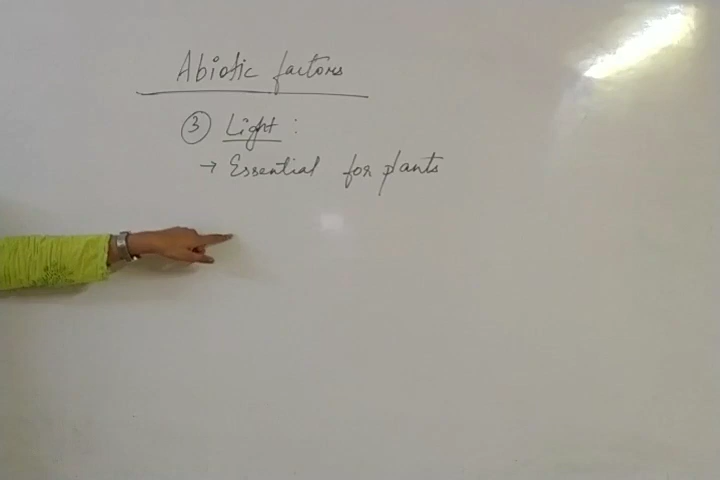 Abiotic factors
③ Light :
→ Essential for plants